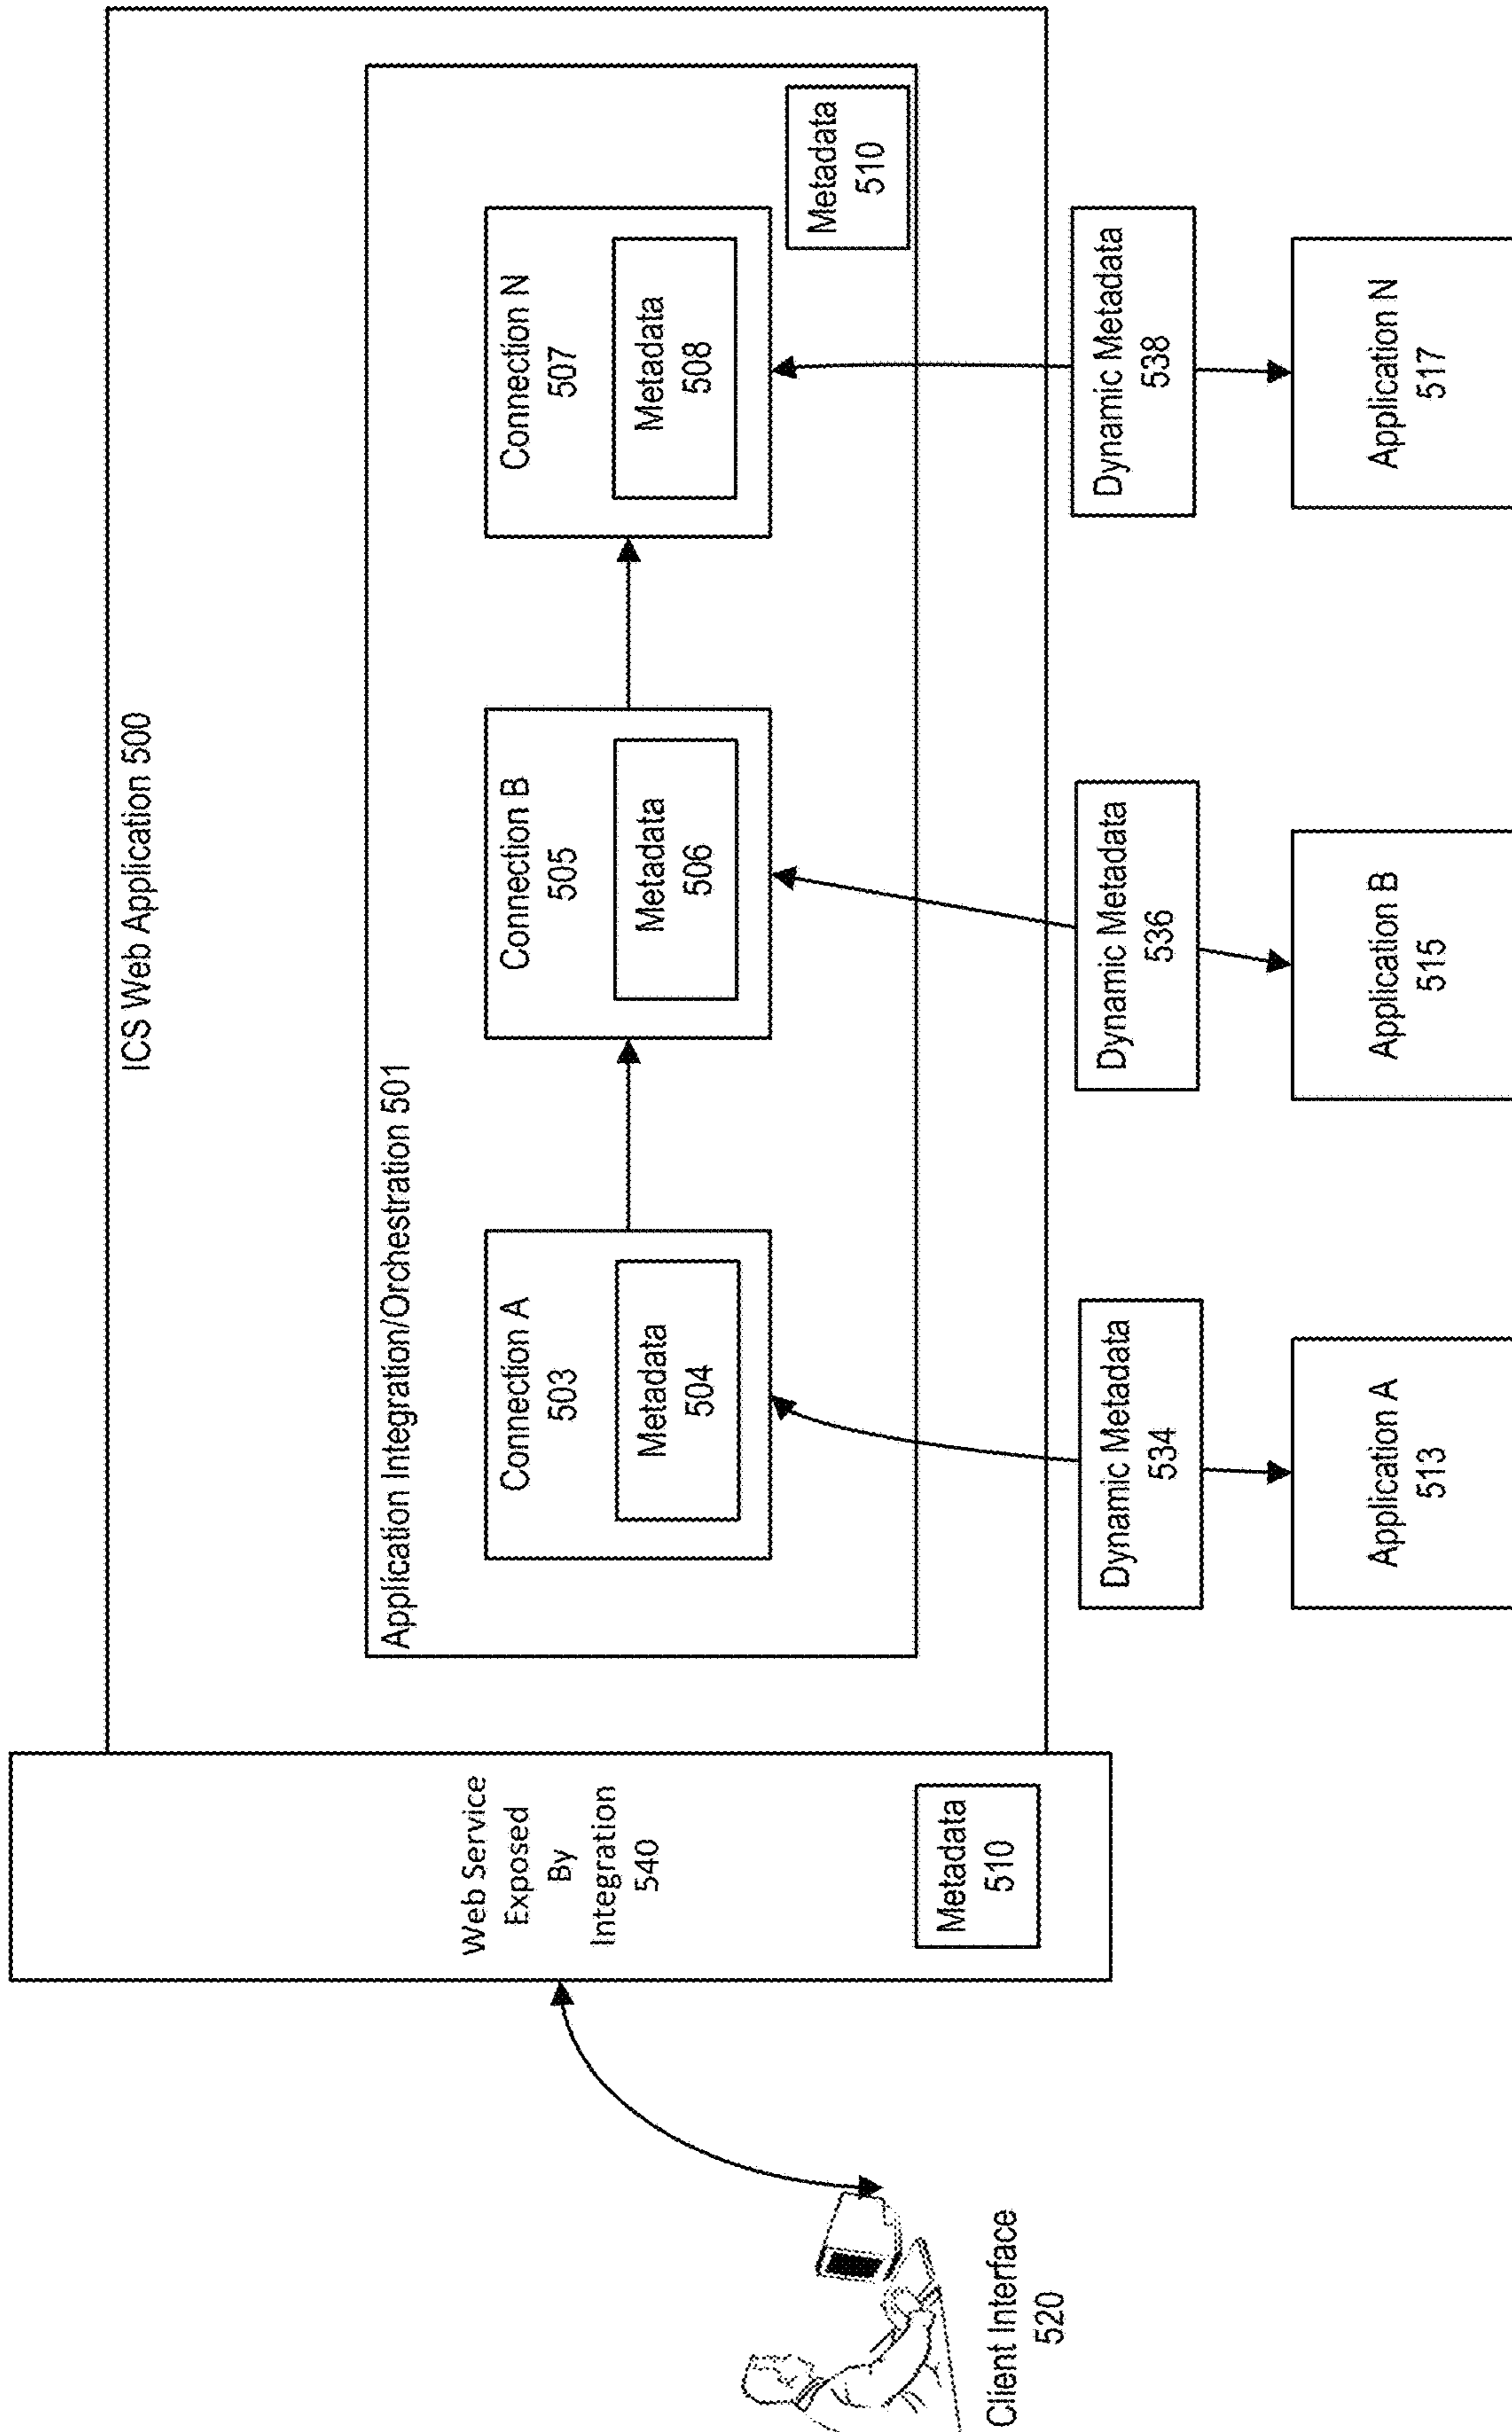 ICS Web Application 500
Application Integration/Orchestration 501
Web Service
Exposed
By
Integration
540
Metadata
510
Connection A
503
Metadata
504
Connection B
505
Metadata
506
Connection N
507
Metadata
508
Metadata
510
Client Interface
520
Dynamic Metadata
534
Dynamic Metadata
536
Dynamic Metadata
538
Application A
513
Application B
515
Application N
517